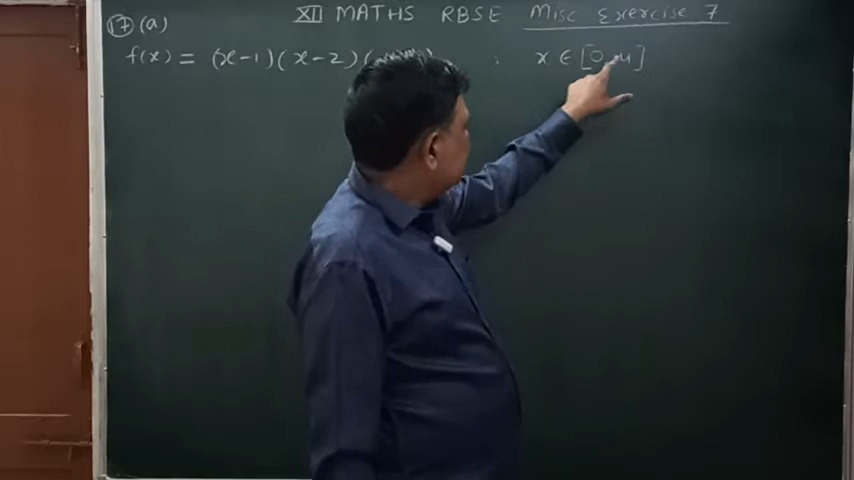 XII MATHS RBSE Misc Exercise 7
17 (a)
f(x) = (x-1)(x-2)( ; x ∈ [0, 4]